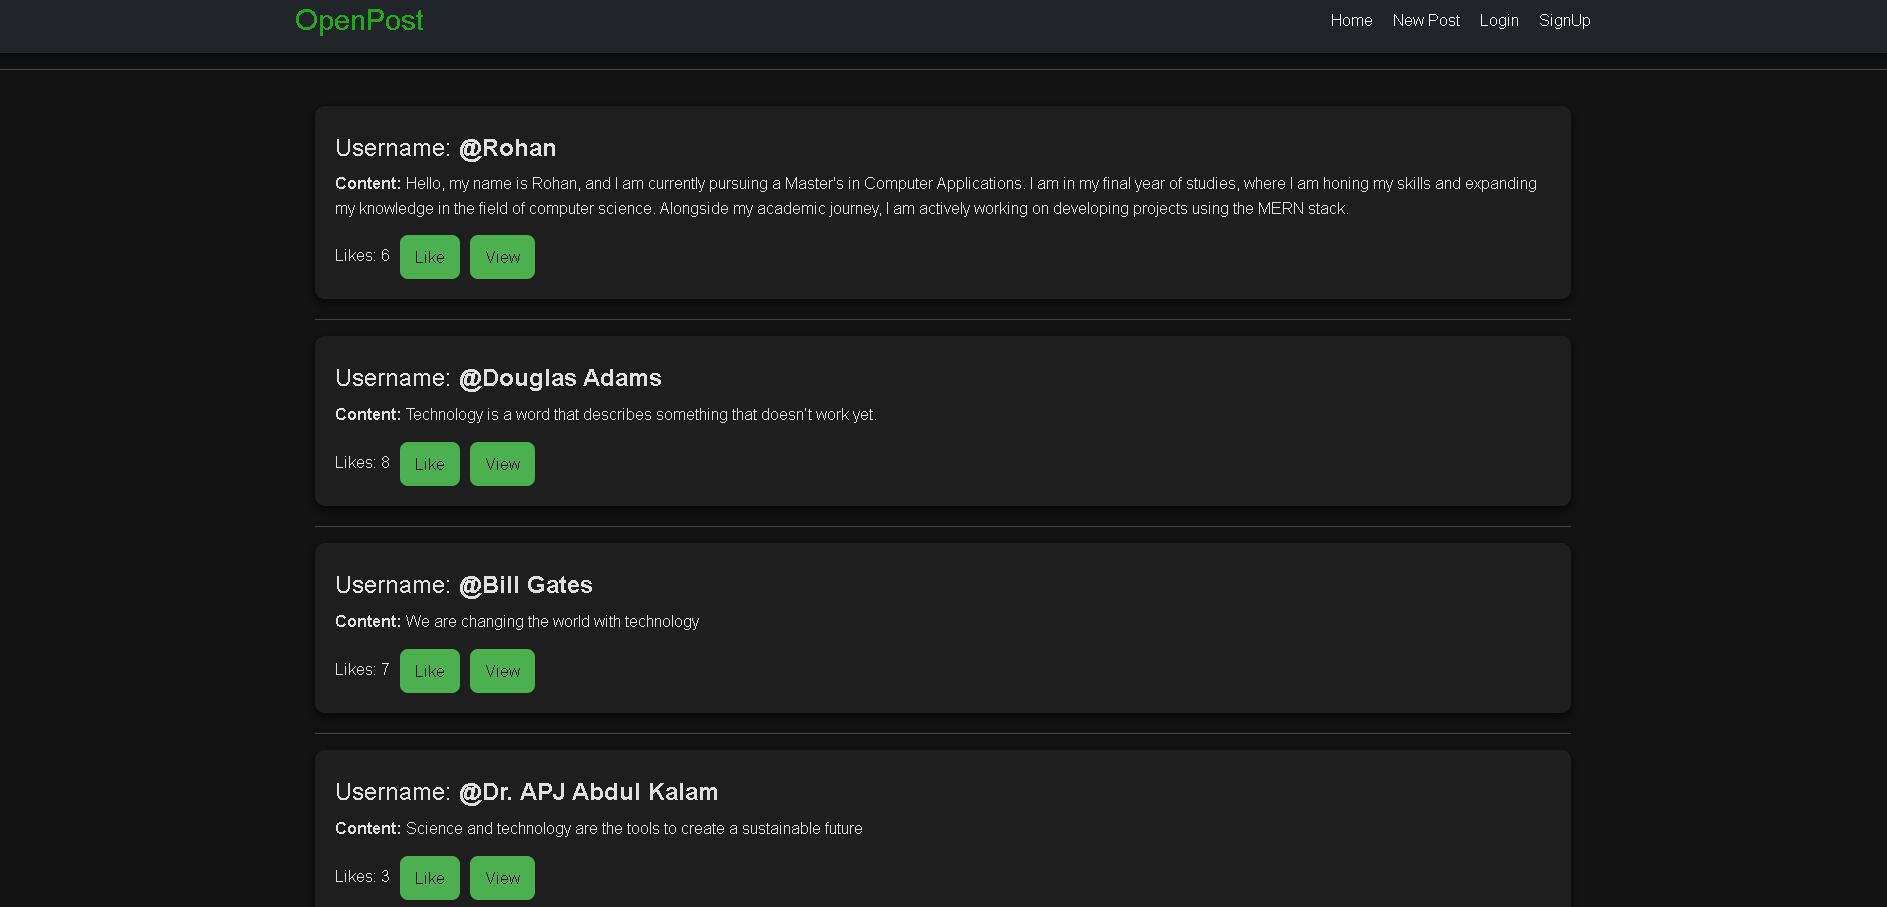 OpenPost
Home New Post Login SignUp
Username: @Rohan
Content: Hello, my name is Rohan, and I am currently pursuing a Master's in Computer Applications. I am in my final year of studies, where I am honing my skills and expanding
my knowledge in the field of computer science. Alongside my academic journey, I am actively working on developing projects using the MERN stack.
Likes: 6 Like View
Username: @Douglas Adams
Content: Technology is a word that describes something that doesn't work yet.
Likes: 8 Like View
Username: @Bill Gates
Content: We are changing the world with technology
Likes: 7 Like View
Username: @Dr. APJ Abdul Kalam
Content: Science and technology are the tools to create a sustainable future
Likes: 3 Like View